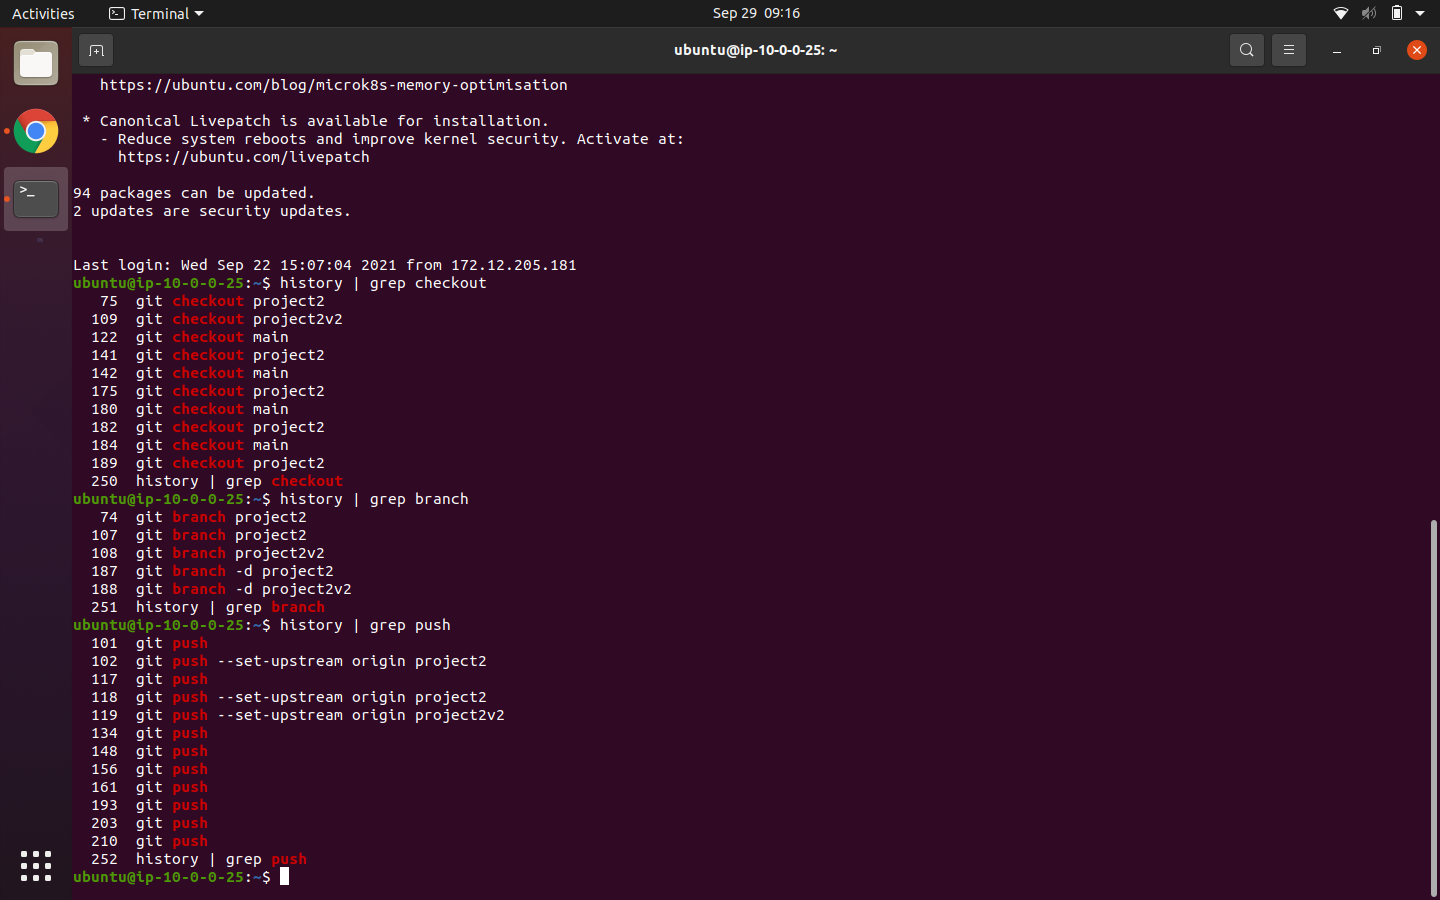 Activities Terminal Sep 29 09:16
ubuntu@ip-10-0-0-25: ~
https://ubuntu.com/blog/microk8s-memory-optimisation
* Canonical Livepatch is available for installation.
- Reduce system reboots and improve kernel security. Activate at:
https://ubuntu.com/livepatch
94 packages can be updated.
2 updates are security updates.
Last login: Wed Sep 22 15:07:04 2021 from 172.12.205.181
ubuntu@ip-10-0-0-25:~$ history | grep checkout
75 git checkout project2
109 git checkout project2v2
122 git checkout main
141 git checkout project2
142 git checkout main
175 git checkout project2
180 git checkout main
182 git checkout project2
184 git checkout main
189 git checkout project2
250 history | grep checkout
ubuntu@ip-10-0-0-25:~$ history | grep branch
74 git branch project2
107 git branch project2
108 git branch project2v2
187 git branch -d project2
188 git branch -d project2v2
251 history | grep branch
ubuntu@ip-10-0-0-25:~$ history | grep push
101 git push
102 git push --set-upstream origin project2
117 git push
118 git push --set-upstream origin project2
119 git push --set-upstream origin project2v2
134 git push
148 git push
156 git push
161 git push
193 git push
203 git push
210 git push
252 history | grep push
ubuntu@ip-10-0-0-25:~$